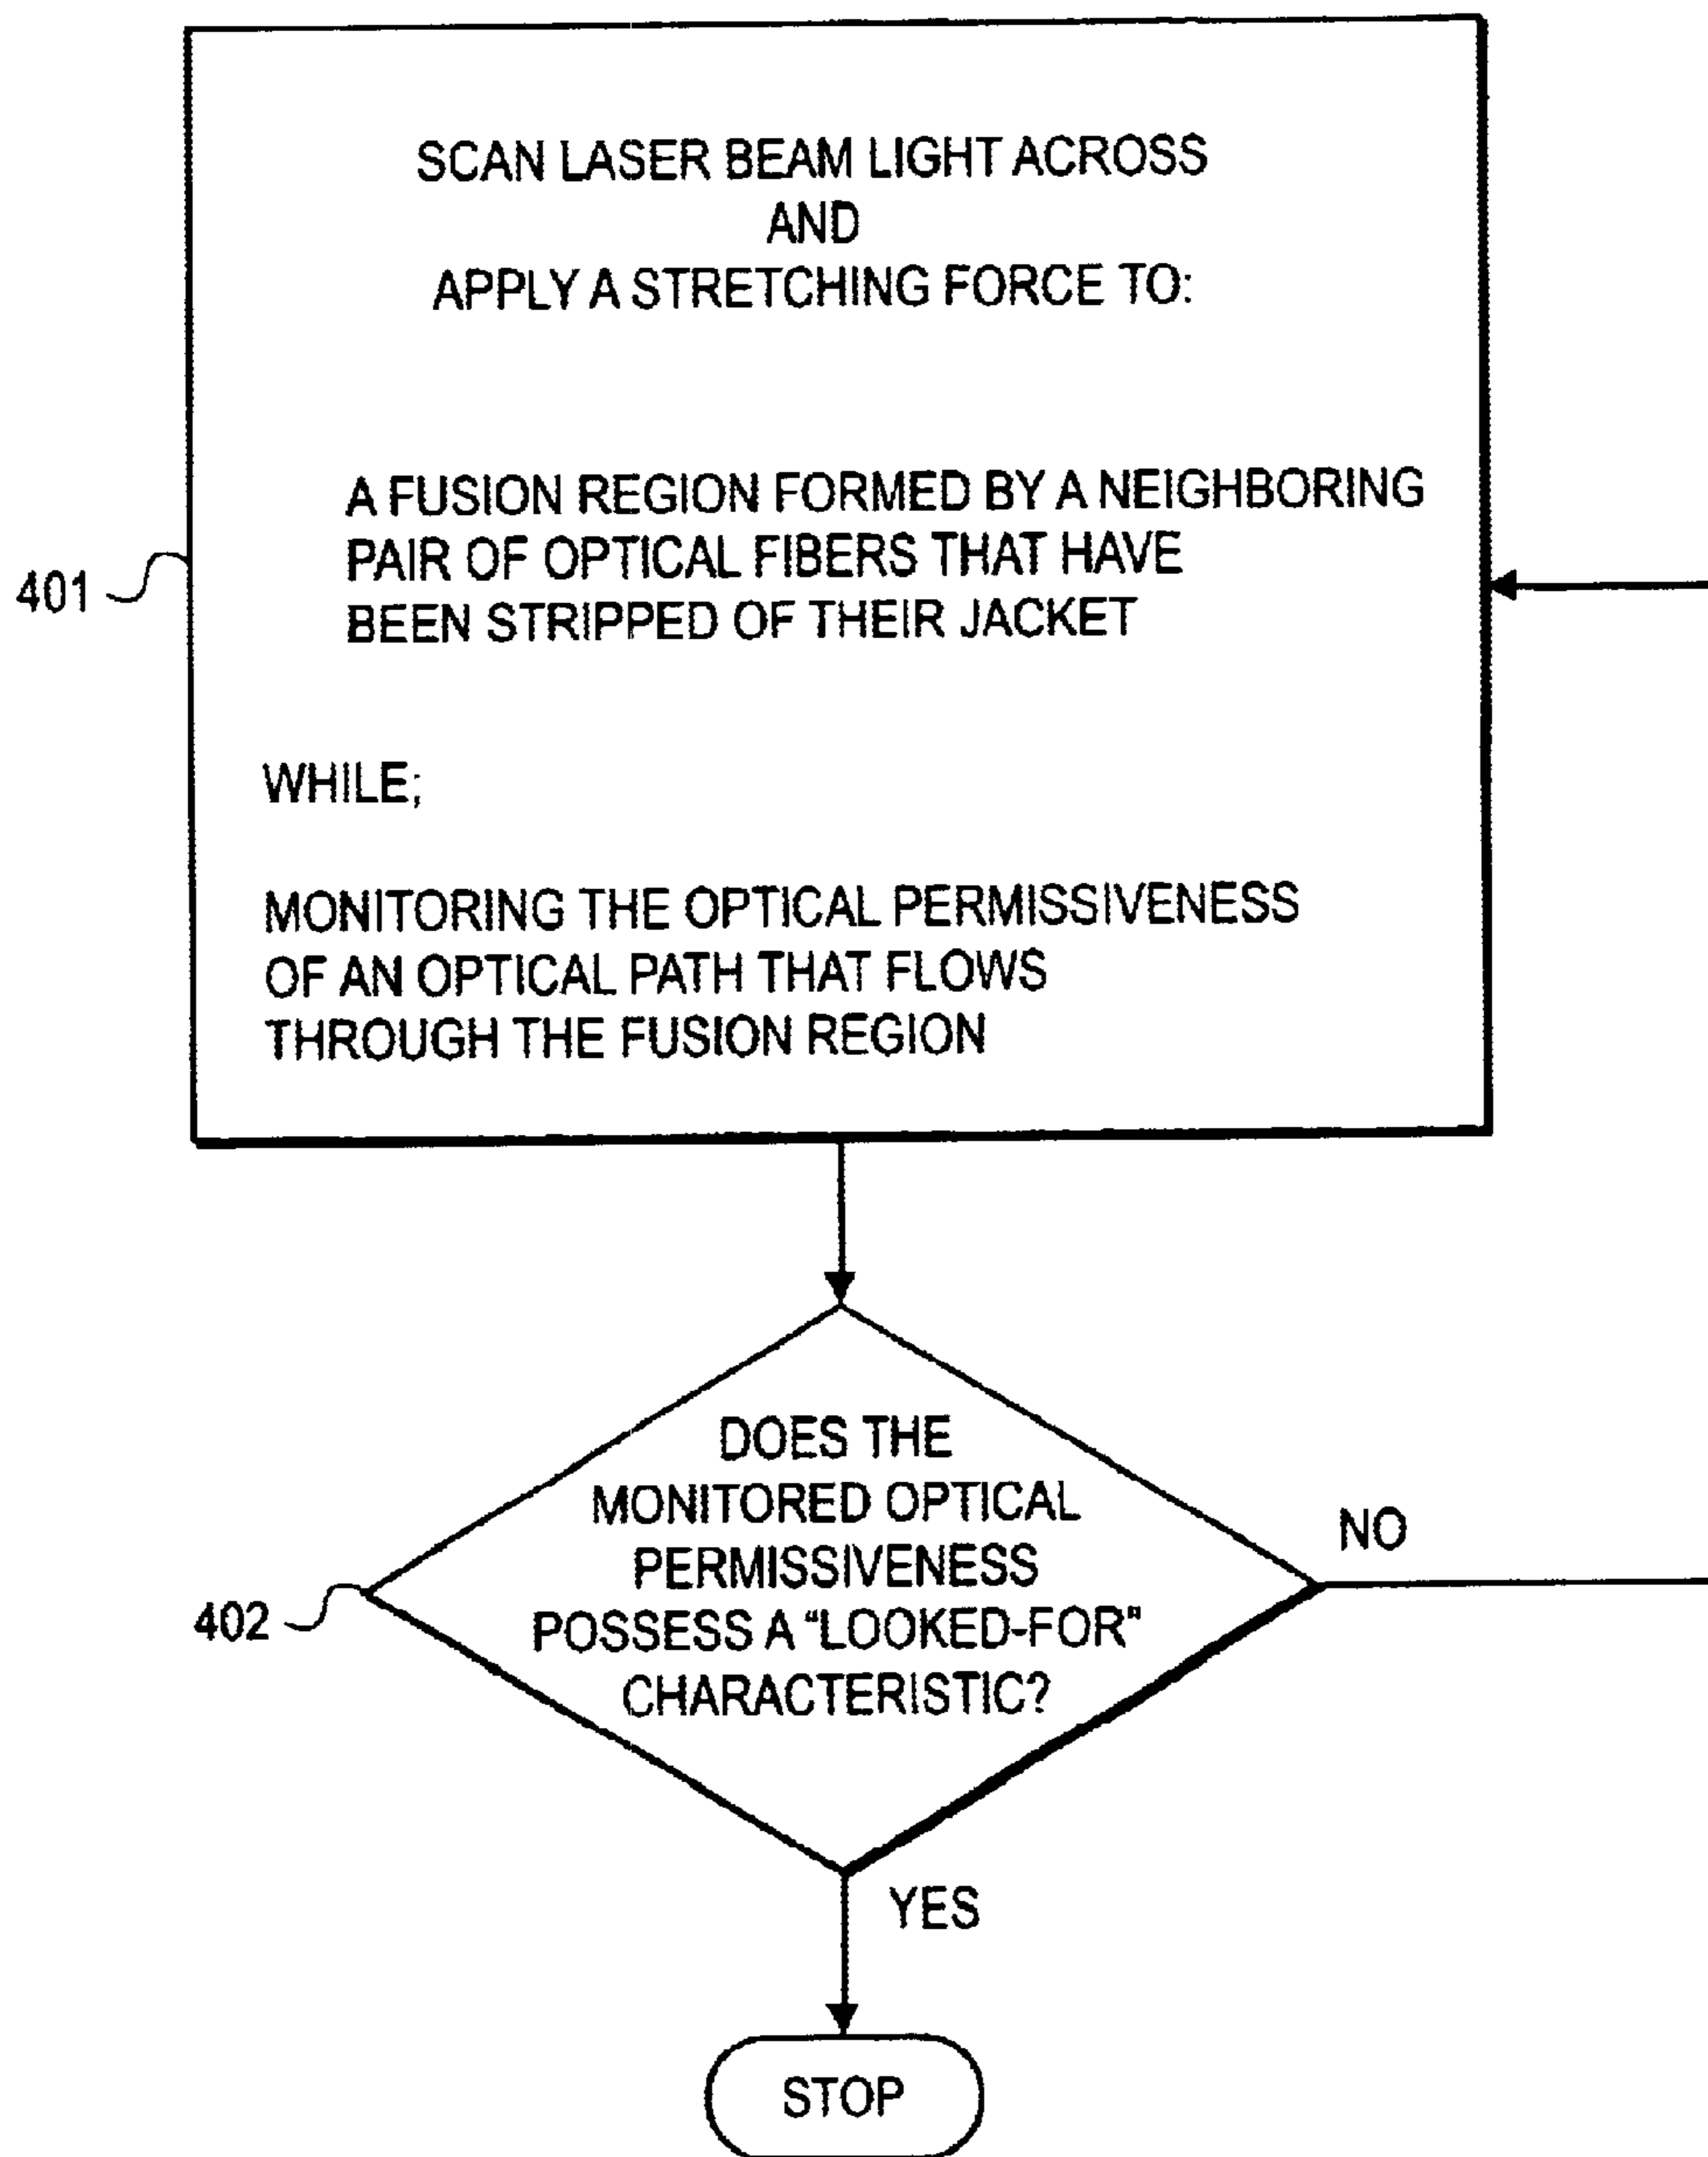 SCAN LASER BEAM LIGHT ACROSS
AND
APPLY A STRETCHING FORCE TO:
A FUSION REGION FORMED BY A NEIGHBORING
PAIR OF OPTICAL FIBERS THAT HAVE
BEEN STRIPPED OF THEIR JACKET
401
WHILE;
MONITORING THE OPTICAL PERMISSIVENESS
OF AN OPTICAL PATH THAT FLOWS
THROUGH THE FUSION REGION
DOES THE
MONITORED OPTICAL
PERMISSIVENESS
POSSESS A "LOOKED-FOR"
CHARACTERISTIC?
NO
402
YES
STOP